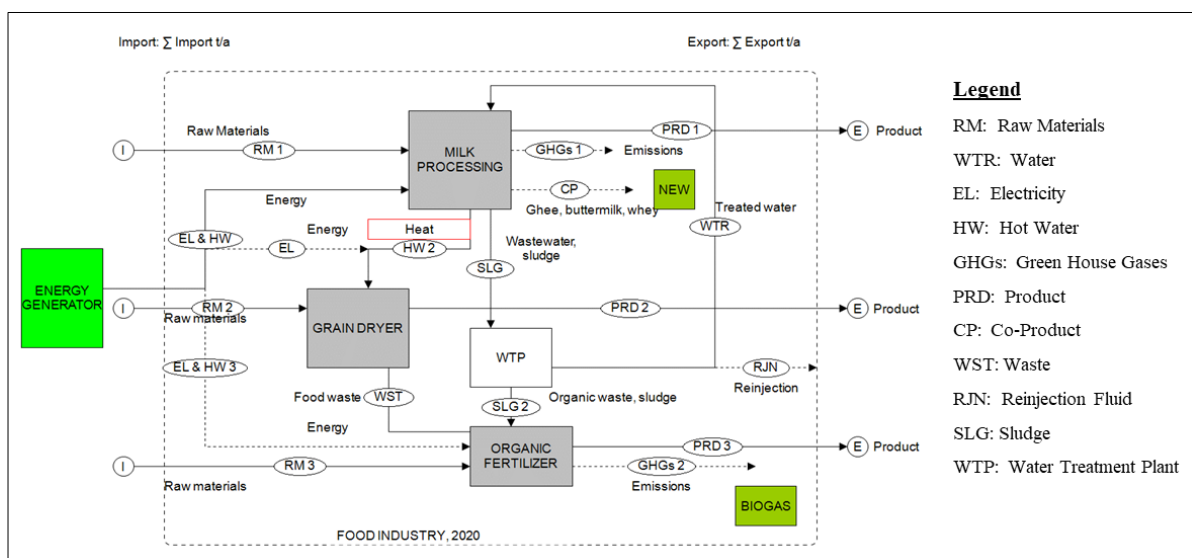 Import: ∑ Import t/a
Export: ∑ Export t/a
Legend
RM: Raw Materials
WTR: Water
EL: Electricity
HW: Hot Water
GHGs: Green House Gases
PRD: Product
CP: Co-Product
WST: Waste
RJN: Reinjection Fluid
SLG: Sludge
WTP: Water Treatment Plant
Raw Materials
I
RM 1
MILK
PROCESSING
PRD 1
E
Product
GHGs 1
Emissions
CP
Ghee, buttermilk, whey
NEW
Treated water
WTR
Energy
EL & HW
Energy
EL
Heat
HW 2
Wastewater,
sludge
SLG
ENERGY
GENERATOR
I
RM 2
Raw materials
GRAIN DRYER
PRD 2
E
Product
WTP
EL & HW 3
RJN
Reinjection
Food waste
WST
SLG 2
Organic waste, sludge
Energy
ORGANIC
FERTILIZER
PRD 3
E
Product
I
RM 3
Raw materials
GHGs 2
Emissions
BIOGAS
FOOD INDUSTRY, 2020